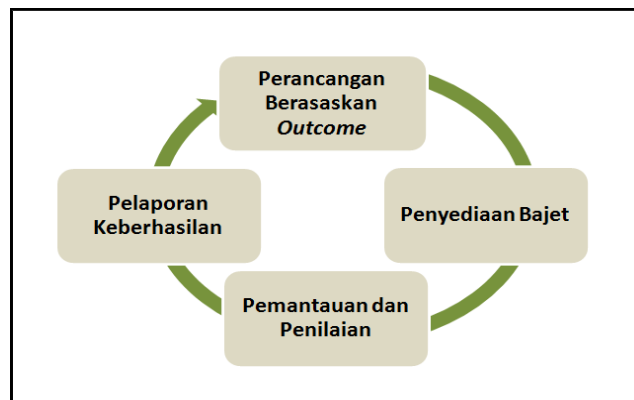 Perancangan
Berasaskan
Outcome
Penyediaan Bajet
Pemantauan dan
Penilaian
Pelaporan
Keberhasilan